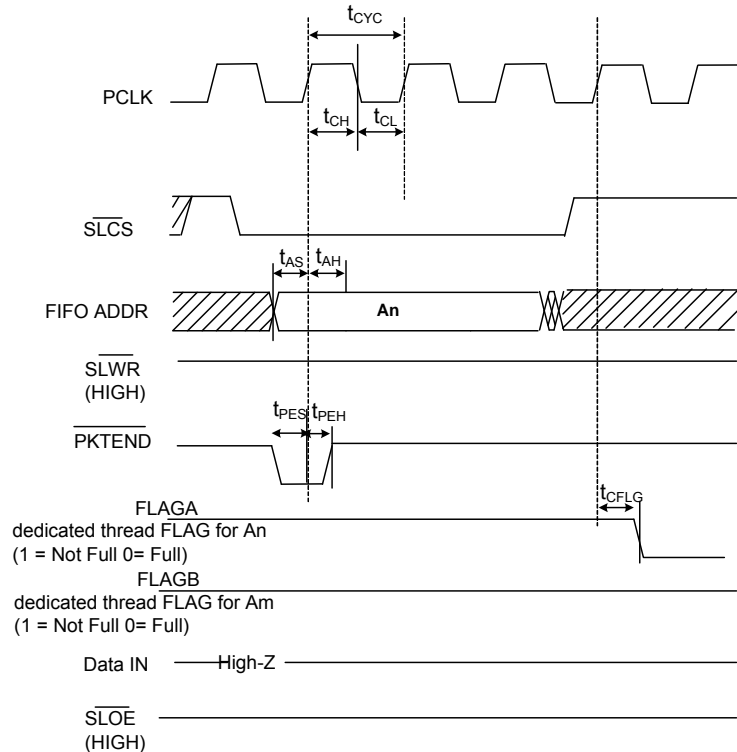 tCYC
PCLK
tCH
tCL
SLCS
tAS
tAH
FIFO ADDR
An
SLWR
(HIGH)
tPES
tPEH
PKTEND
tCFLG
FLAGA
dedicated thread FLAG for An
(1 = Not Full 0= Full)
FLAGB
dedicated thread FLAG for Am
(1 = Not Full 0= Full)
Data IN
High-Z
SLOE
(HIGH)